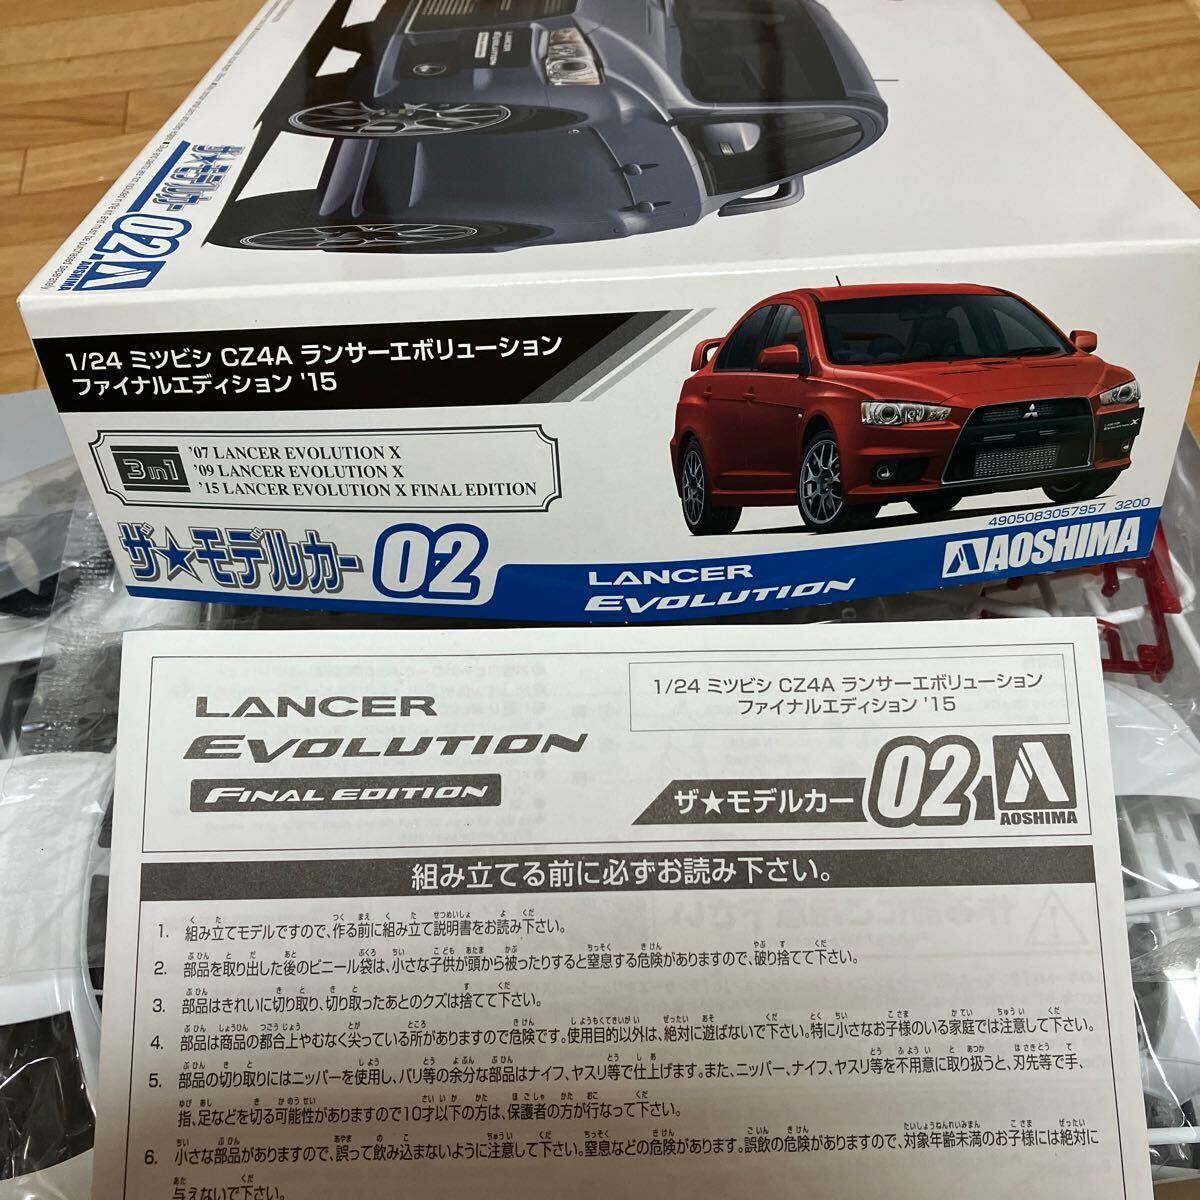 LANCER
EVOLUTION
ザ★モデルカー 02 AOSHIMA
1/24 ミツビシ CZ4A ランサーエボリューション
ファイナルエディション '15
3in1
'07 LANCER EVOLUTION X
'09 LANCER EVOLUTION X
'15 LANCER EVOLUTION X FINAL EDITION
4905083057957 3200
ザ★モデルカー 02
LANCER
EVOLUTION
AOSHIMA
LANCER
EVOLUTION
FINAL EDITION
1/24 ミツビシ CZ4A ランサーエボリューション
ファイナルエディション '15
ザ★モデルカー 02
AOSHIMA
組み立てる前に必ずお読み下さい。
1. 組み立てモデルですので、作る前に組み立て説明書をお読み下さい。
2. 部品を取り出した後のビニール袋は、小さな子供が頭から被ったりすると窒息する危険がありますので、破り捨てて下さい。
3. 部品はきれいに切り取り、切り取ったあとのクズは捨てて下さい。
4. 部品は商品の都合上やむなく尖っている所がありますので危険です。使用目的以外は、絶対に遊ばないで下さい。特に小さなお子様のいる家庭では注意して下さい。
5. 部品の切り取りにはニッパーを使用し、バリ等の余分な部品はナイフ、ヤスリ等で仕上げます。また、ニッパー、ナイフ、ヤスリ等を不用意に取り扱うと、刃先等で手、
指、足などを切る可能性がありますので10才以下の方は、保護者の方が行なって下さい。
6. 小さな部品がありますので、誤って飲み込まないように注意して下さい。窒息などの危険があります。誤飲の危険がありますので、対象年齢未満のお子様には絶対に
与えないで下さい。